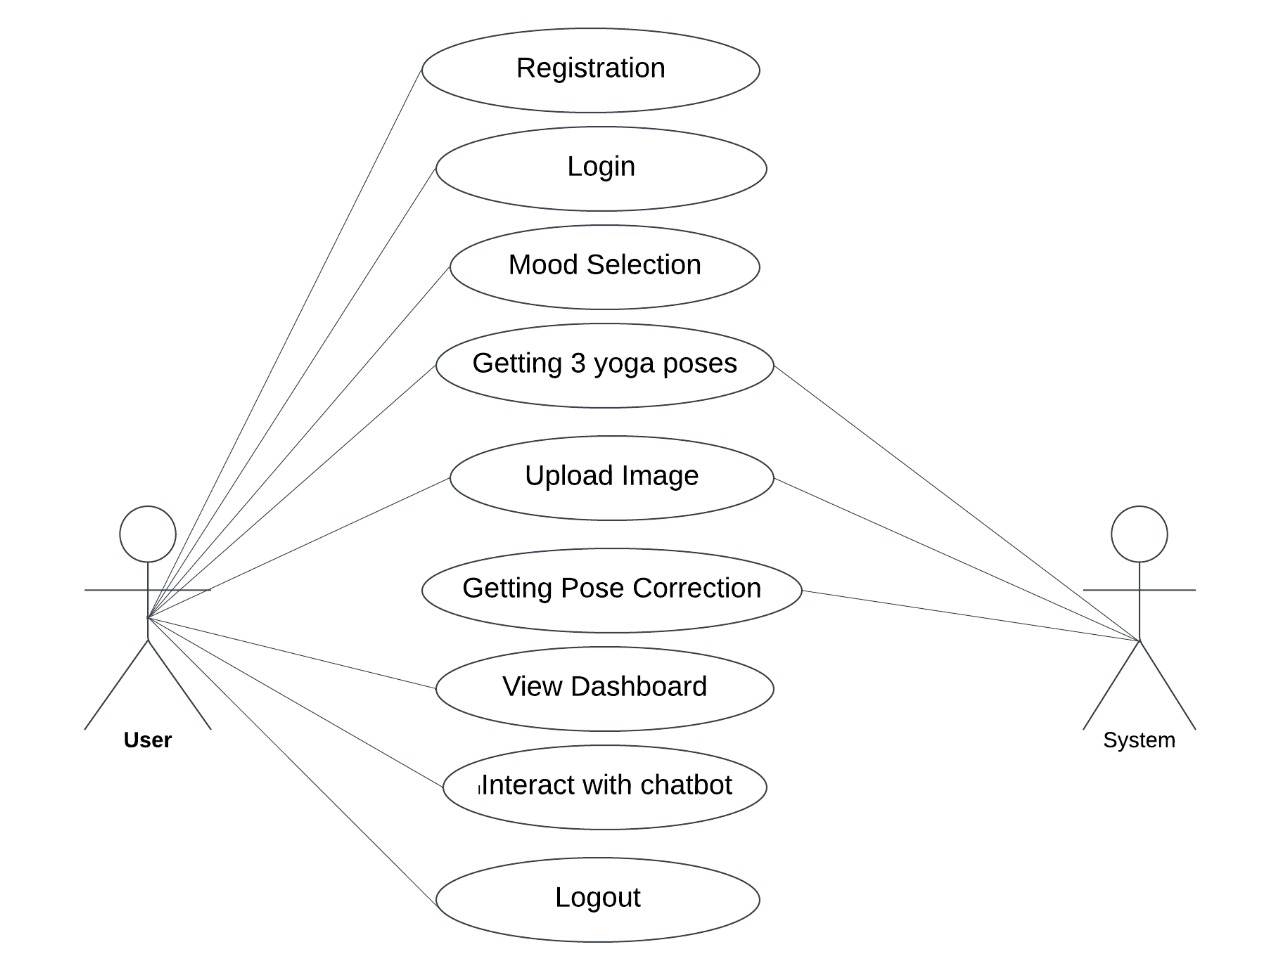 Registration
Login
Mood Selection
Getting 3 yoga poses
Upload Image
Getting Pose Correction
View Dashboard
Interact with chatbot
Logout
User
System